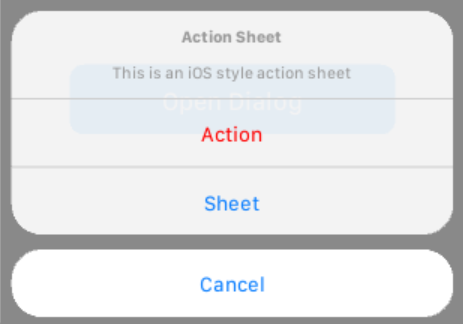 Action Sheet
This is an iOS style action sheet
Open Dialog
Action
Sheet
Cancel